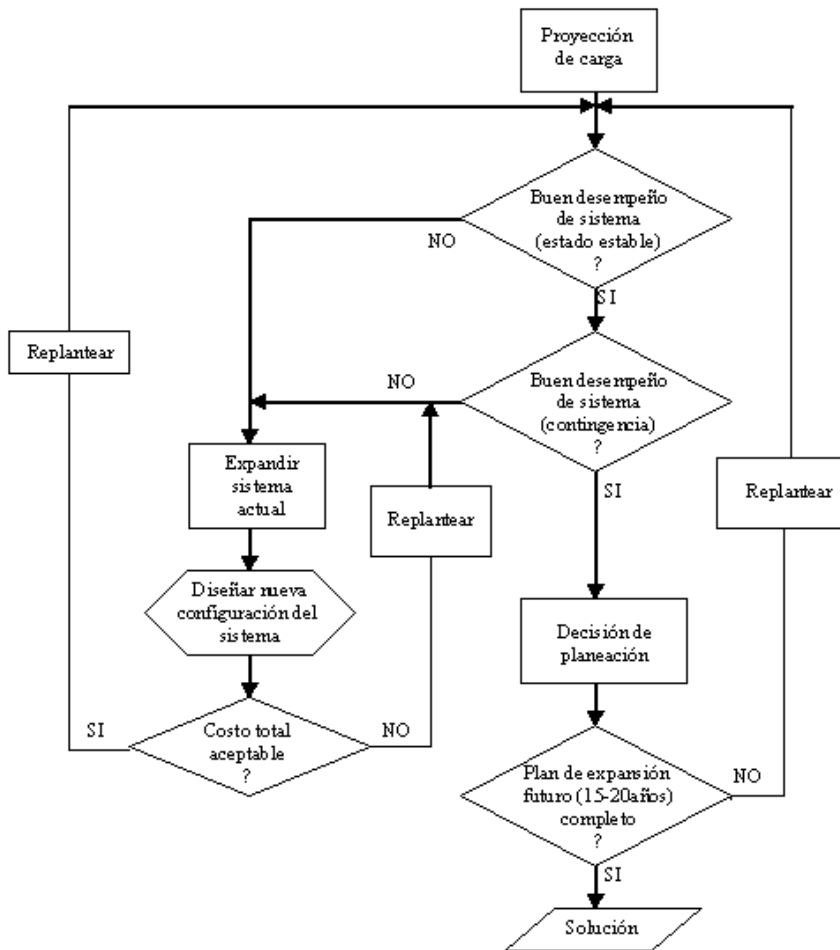 Proyección
de carga
Buen desempeño
de sistema
(estado estable)
?
NO
SI
Replantear
Buen desempeño
de sistema
(contingencia)
?
NO
SI
Expandir
sistema
actual
Replantear
Replantear
Diseñar nueva
configuración del
sistema
Decisión de
planeación
Costo total
aceptable
?
SI
NO
Plan de expansión
futuro (15-20años)
completo
?
NO
SI
Solución